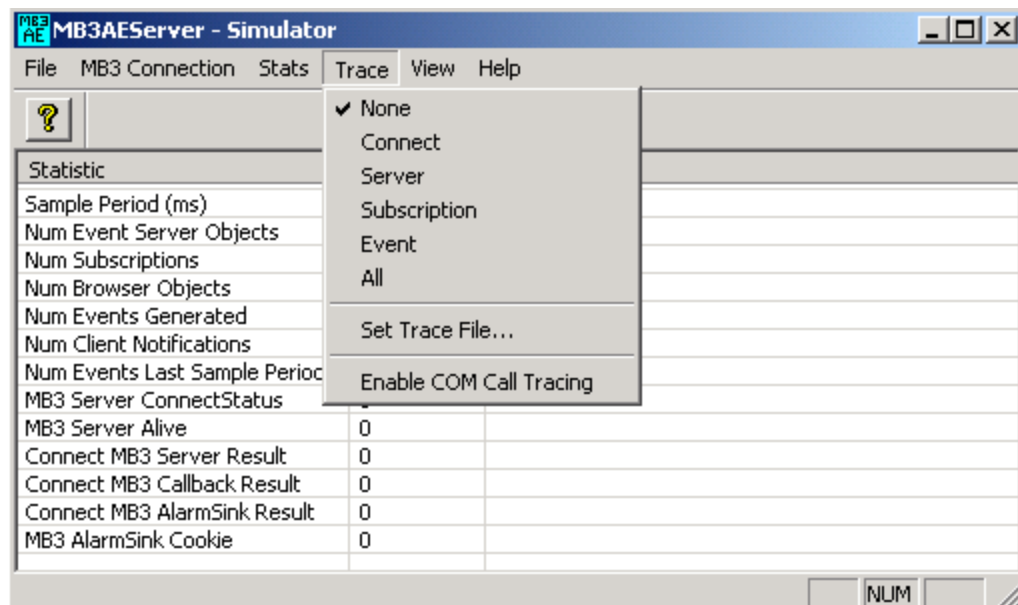 MB3 AE MB3AEServer - Simulator
File MB3 Connection Stats Trace View Help
None
Connect
Server
Subscription
Event
All
Set Trace File...
Enable COM Call Tracing
Statistic
Sample Period (ms)
Num Event Server Objects
Num Subscriptions
Num Browser Objects
Num Events Generated
Num Client Notifications
Num Events Last Sample Period
MB3 Server ConnectStatus
MB3 Server Alive 0
Connect MB3 Server Result 0
Connect MB3 Callback Result 0
Connect MB3 AlarmSink Result 0
MB3 AlarmSink Cookie 0
NUM